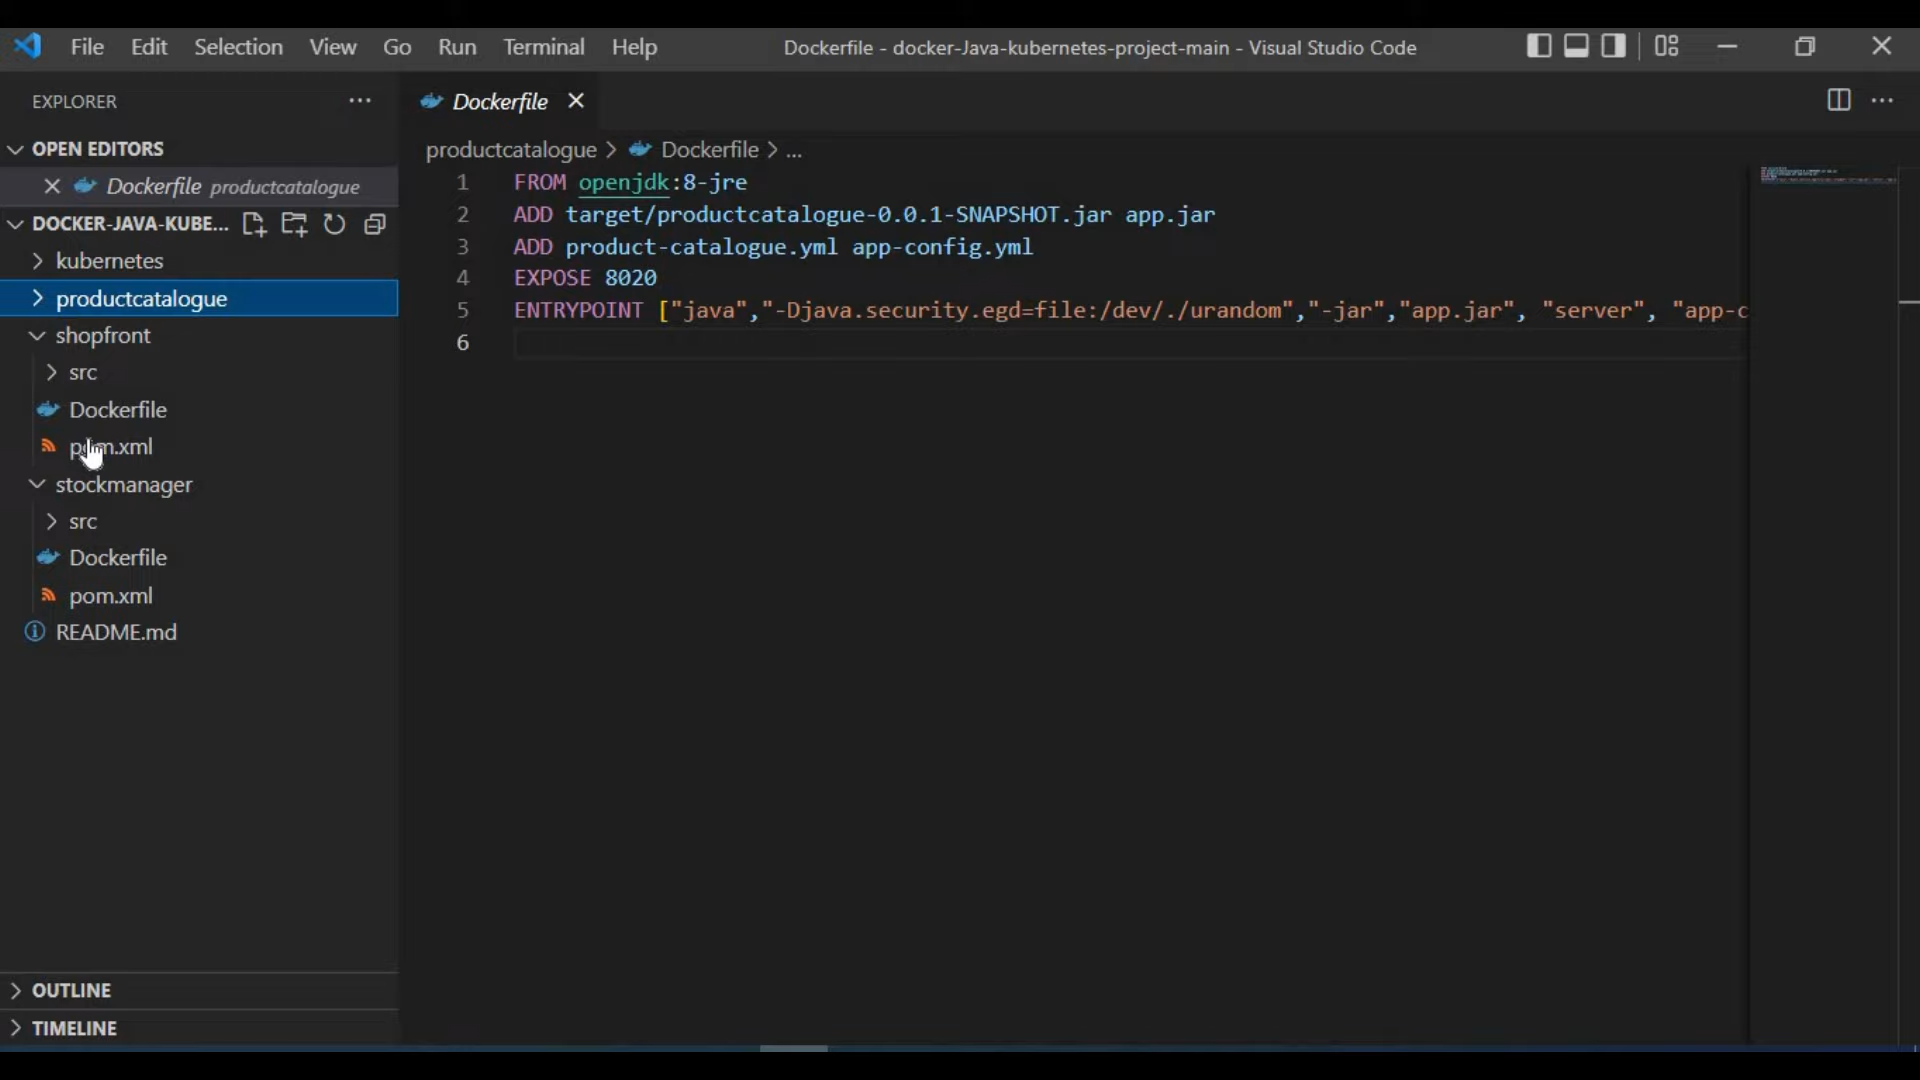 File Edit Selection View Go Run Terminal Help Dockerfile - docker-Java-kubernetes-project-main - Visual Studio Code
EXPLORER
OPEN EDITORS
Dockerfile productcatalogue
DOCKER-JAVA-KUBE...
kubernetes
productcatalogue
shopfront
src
Dockerfile
pom.xml
stockmanager
src
Dockerfile
pom.xml
README.md
OUTLINE
TIMELINE
Dockerfile
productcatalogue > Dockerfile > ...
1 FROM openjdk:8-jre
2 ADD target/productcatalogue-0.0.1-SNAPSHOT.jar app.jar
3 ADD product-catalogue.yml app-config.yml
4 EXPOSE 8020
5 ENTRYPOINT ["java","-Djava.security.egd=file:/dev/./urandom","-jar","app.jar", "server", "app-c
6